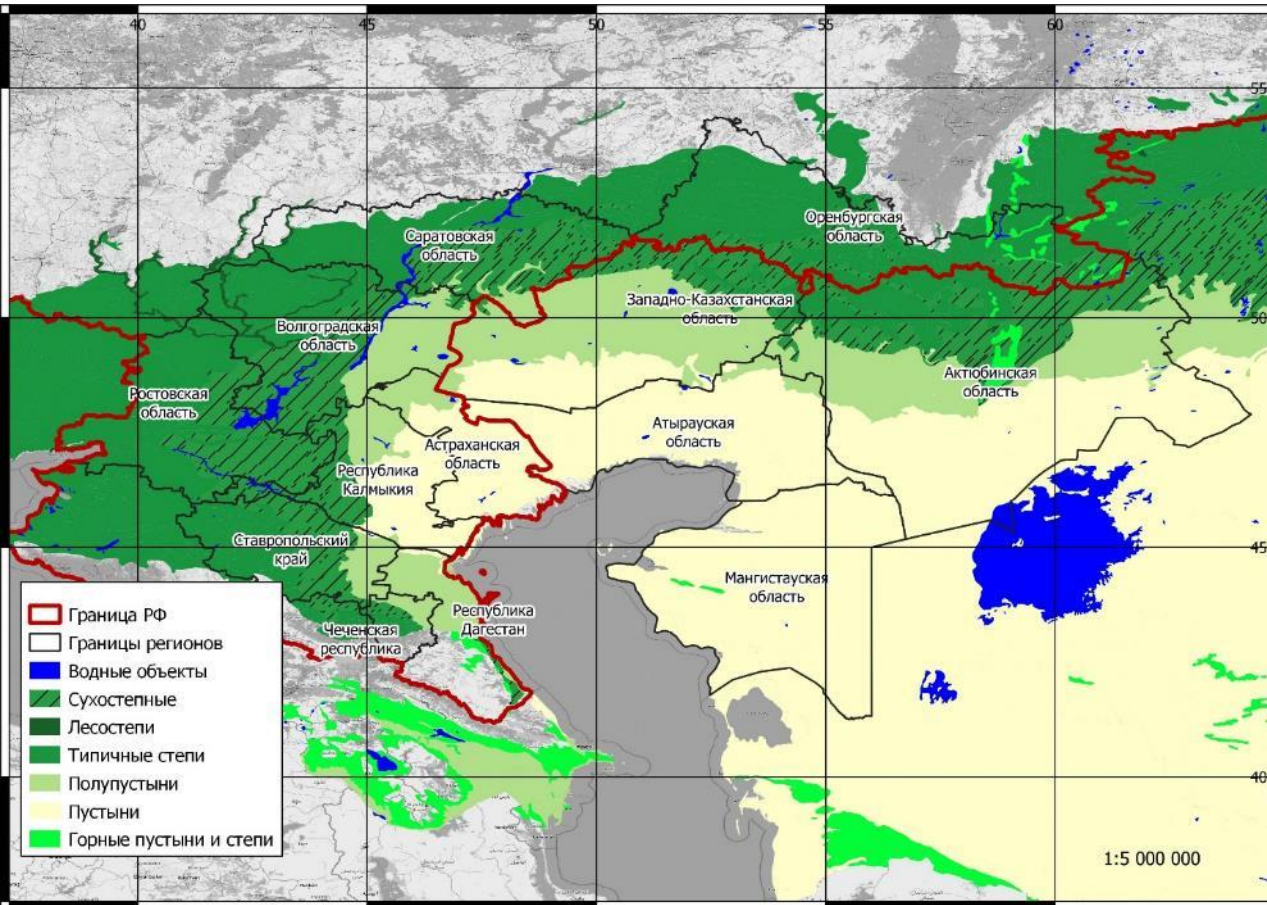 40
45
50
55
60
55
Оренбургская
область
Саратовская
область
Западно-Казахстанская
область
50
Волгоградская
область
Актюбинская
область
Ростовская
область
Атырауская
область
Астраханская
область
Республика
Калмыкия
Ставропольский
край
45
Мангистауская
область
Республика
Дагестан
Чеченская
республика
Граница РФ
Границы регионов
Водные объекты
Сухостепные
Лесостепи
Типичные степи
Полупустыни
Пустыни
Горные пустыни и степи
40
1:5 000 000